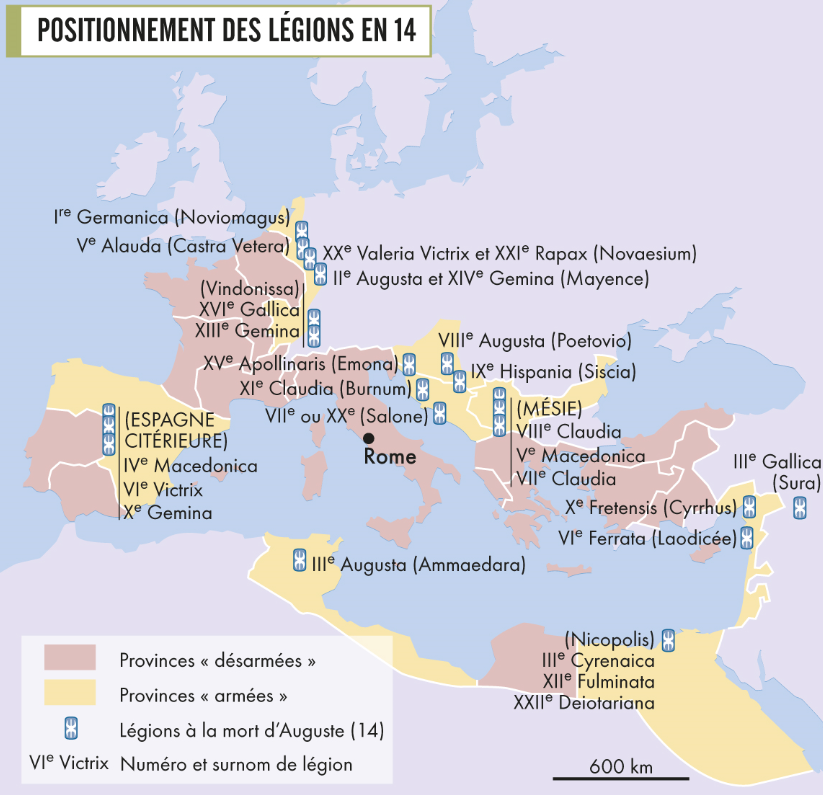 POSITIONNEMENT DES LÉGIONS EN 14
Iʳᵉ Germanica (Noviomagus)
Vᵉ Alauda (Castra Vetera)
XXᵉ Valeria Victrix et XXIᵉ Rapax (Novaesium)
IIᵉ Augusta et XIVᵉ Gemina (Mayence)
(Vindonissa)
XVIᵉ Gallica
XIIIᵉ Gemina
VIIIᵉ Augusta (Poetovio)
XVᵉ Apollinaris (Emona)
IXᵉ Hispania (Siscia)
XIᵉ Claudia (Burnum)
VIIᵉ ou XXᵉ (Salone)
(MÉSIE)
VIIIᵉ Claudia
Vᵉ Macedonica
VIIᵉ Claudia
(ESPAGNE
CITÉRIEURE)
IVᵉ Macedonica
VIᵉ Victrix
Xᵉ Gemina
Rome
IIIᵉ Gallica
(Sura)
Xᵉ Fretensis (Cyrrhus)
VIᵉ Ferrata (Laodicée)
IIIᵉ Augusta (Ammaedara)
(Nicopolis)
IIIᵉ Cyrenaica
XIIᵉ Fulminata
XXIIᵉ Deiotariana
Provinces « désarmées »
Provinces « armées »
Légions à la mort d'Auguste (14)
VIᵉ Victrix Numéro et surnom de légion
600 km